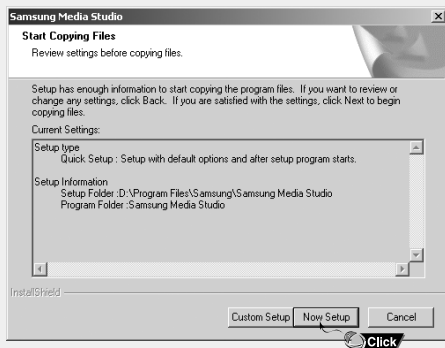 Samsung Media Studio
Start Copying Files
Review settings before copying files.
Setup has enough information to start copying the program files. If you want to review or
change any settings, click Back. If you are satisfied with the settings, click Next to begin
copying files.
Current Settings:
Setup type
Quick Setup : Setup with default options and after setup program starts.
Setup Information
Setup Folder :D:\Program Files\Samsung\Samsung Media Studio
Program Folder :Samsung Media Studio
InstallShield
Custom Setup Now Setup Cancel
Click